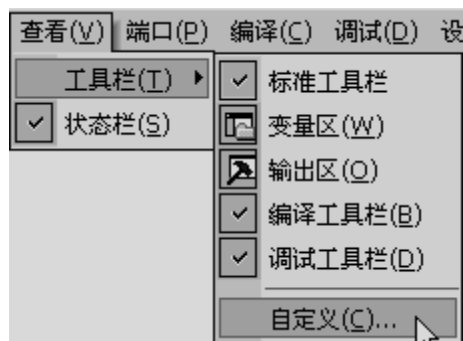 查看(V) 端口(P) 编译(C) 调试(D) 设
工具栏(T)
状态栏(S)
标准工具栏
变量区(W)
输出区(O)
编译工具栏(B)
调试工具栏(D)
自定义(C)...